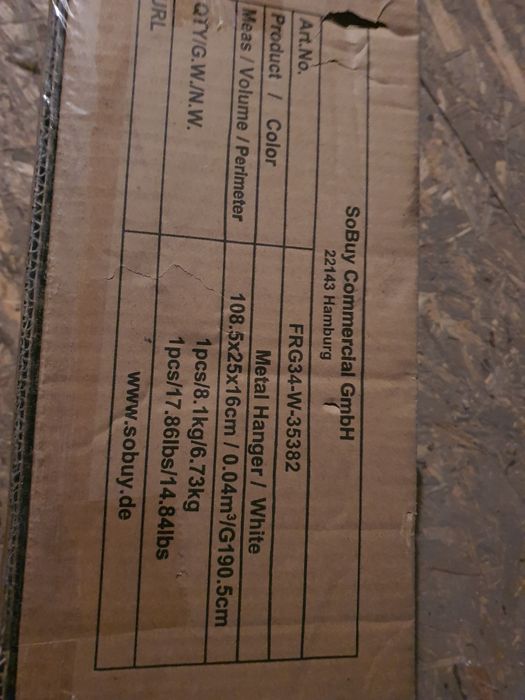 SoBuy Commercial GmbH
22143 Hamburg
Art.No. FRG34-W-35382
Product / Color Metal Hanger / White
Meas / Volume / Perimeter 108.5x25x16cm / 0.04m³/G190.5cm
QTY/G.W./N.W. 1pcs/8.1kg/6.73kg
1pcs/17.86lbs/14.84lbs
URL www.sobuy.de